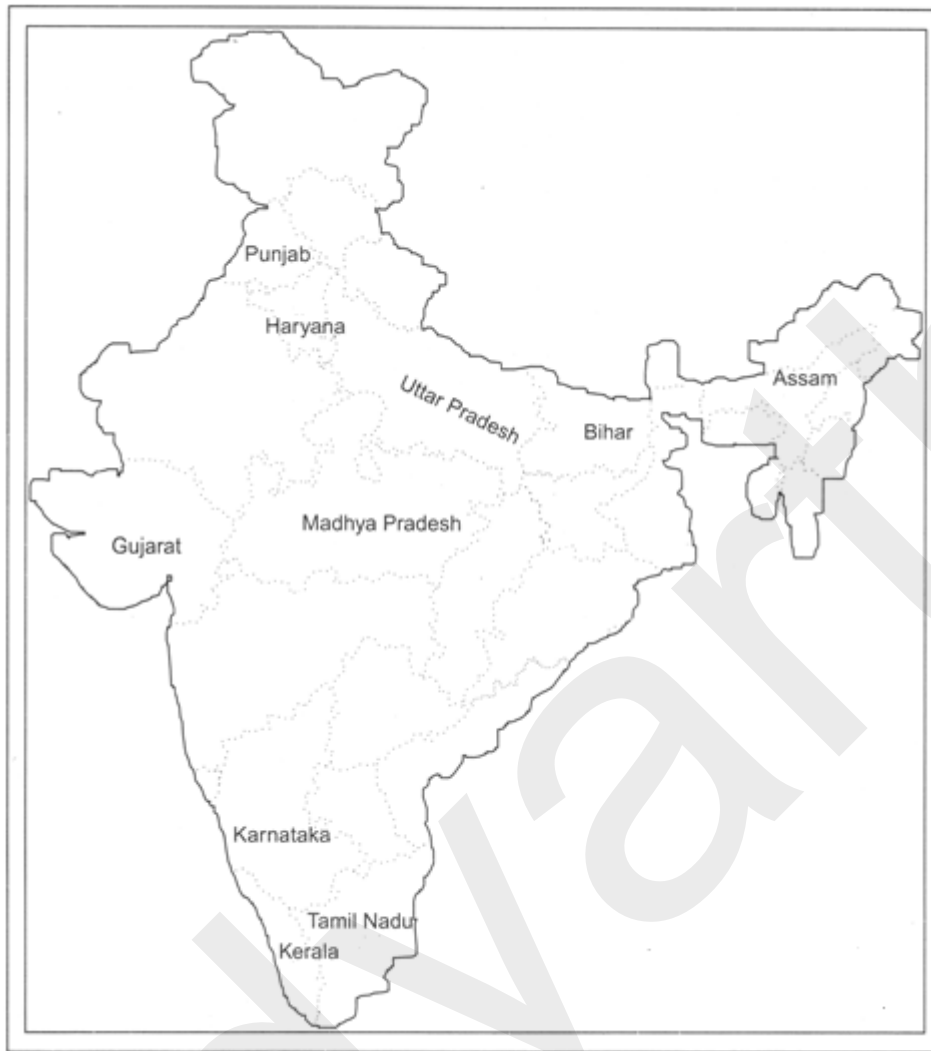 Punjab
Haryana
Uttar Pradesh
Assam
Bihar
Madhya Pradesh
Gujarat
Karnataka
Tamil Nadu
Kerala